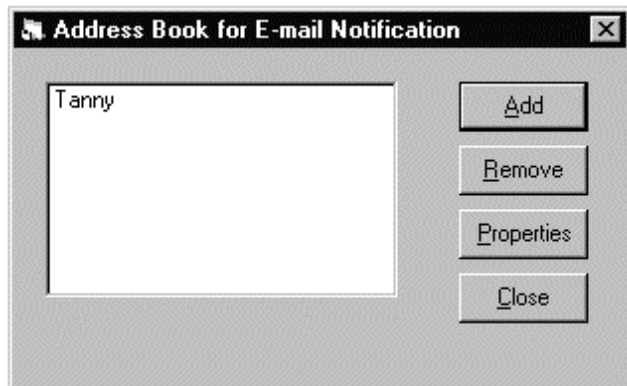 Address Book for E-mail Notification
Tanny
Add
Remove
Properties
Close